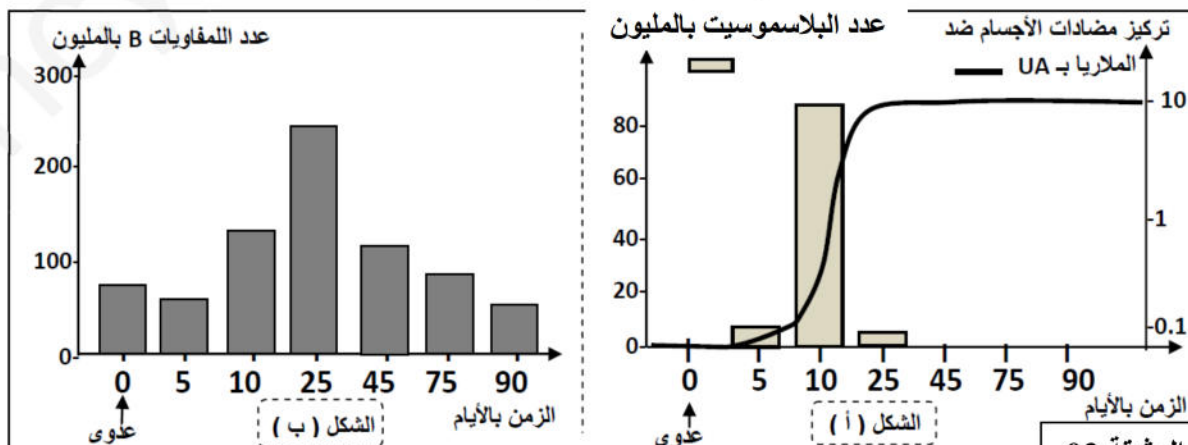 تركيز مضادات الأجسام ضد
الملاريا بـ UA
عدد البلاسموسيت بالمليون
80
60
40
20
0
10
1
0.1
0 5 10 25 45 75 90
الزمن بالأيام
عدوى
الشكل ( أ )
عدد اللمفاويات B بالمليون
300
200
100
0
0 5 10 25 45 75 90
الزمن بالأيام
عدوى
الشكل ( ب )